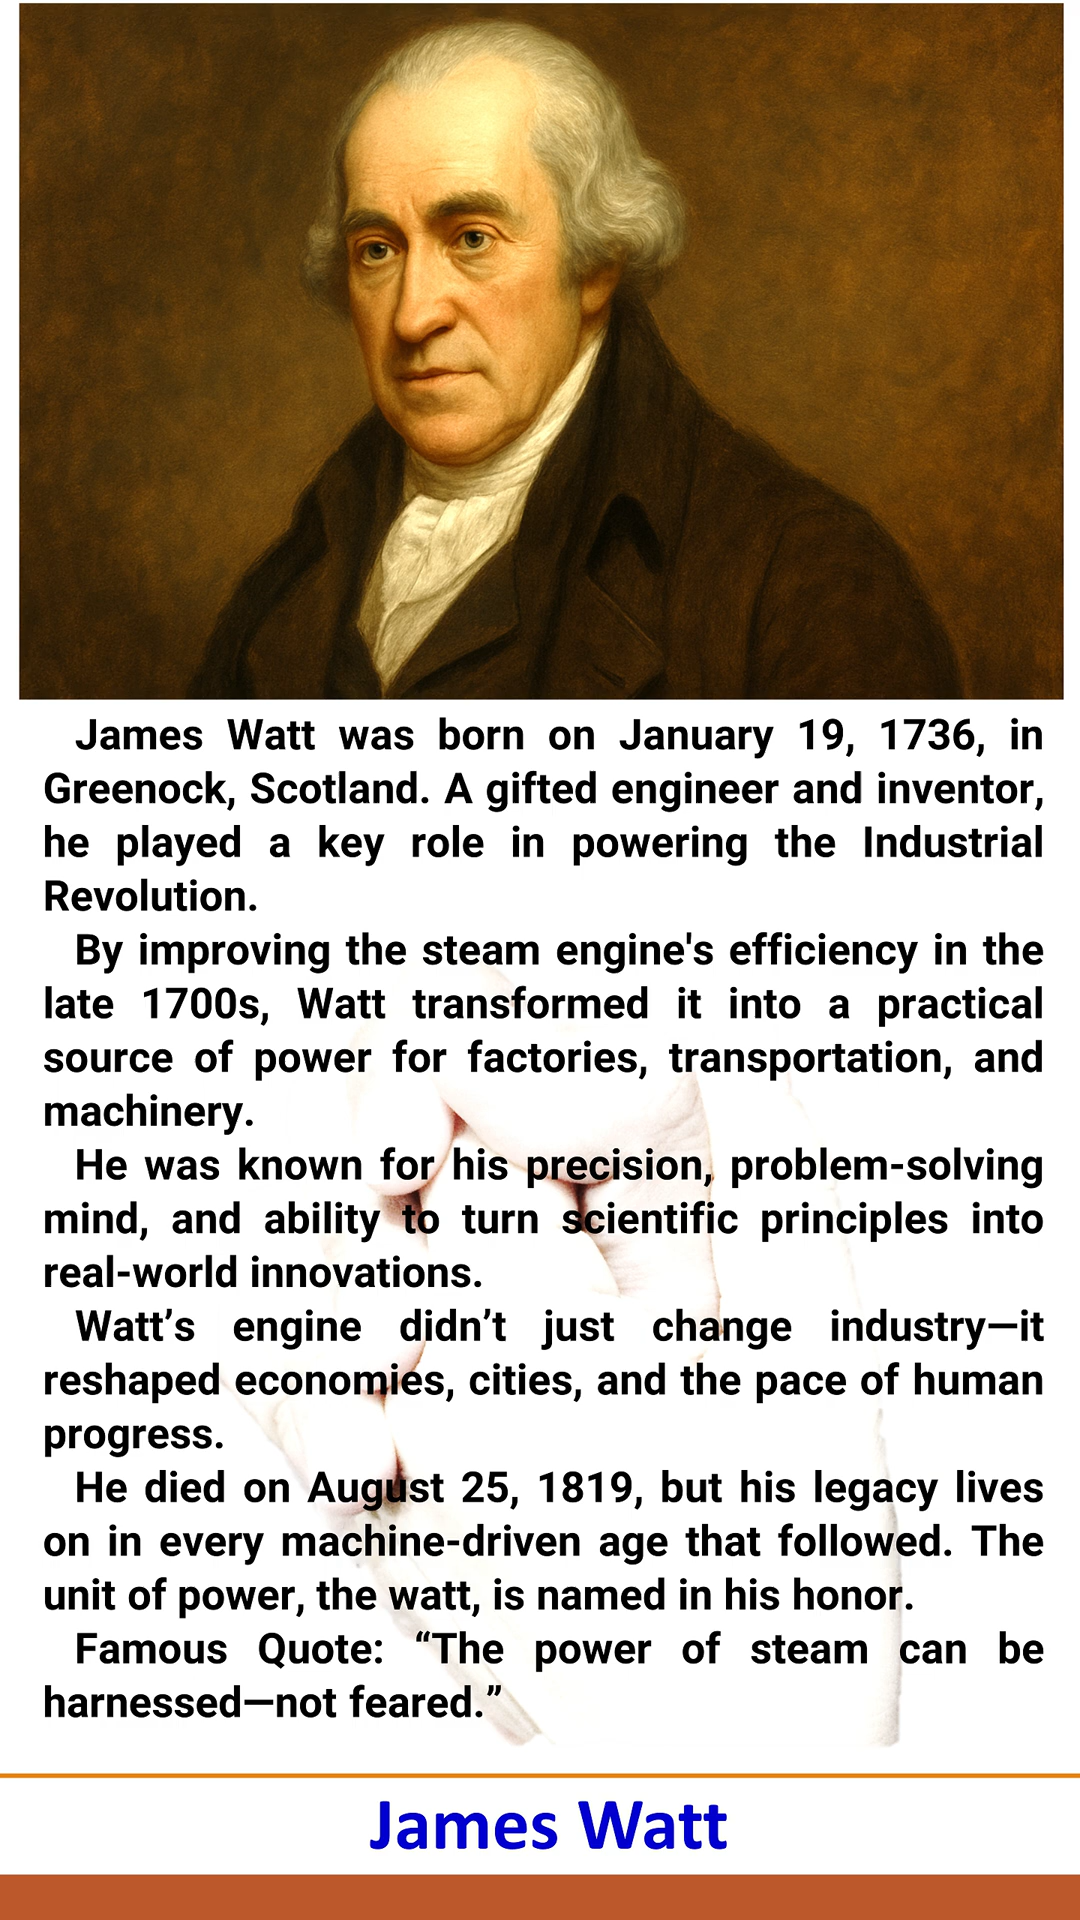 James Watt was born on January 19, 1736, in
Greenock, Scotland. A gifted engineer and inventor,
he played a key role in powering the Industrial
Revolution.
By improving the steam engine's efficiency in the
late 1700s, Watt transformed it into a practical
source of power for factories, transportation, and
machinery.
He was known for his precision, problem-solving
mind, and ability to turn scientific principles into
real-world innovations.
Watt’s engine didn’t just change industry—it
reshaped economies, cities, and the pace of human
progress.
He died on August 25, 1819, but his legacy lives
on in every machine-driven age that followed. The
unit of power, the watt, is named in his honor.
Famous Quote: “The power of steam can be
harnessed—not feared.”
James Watt